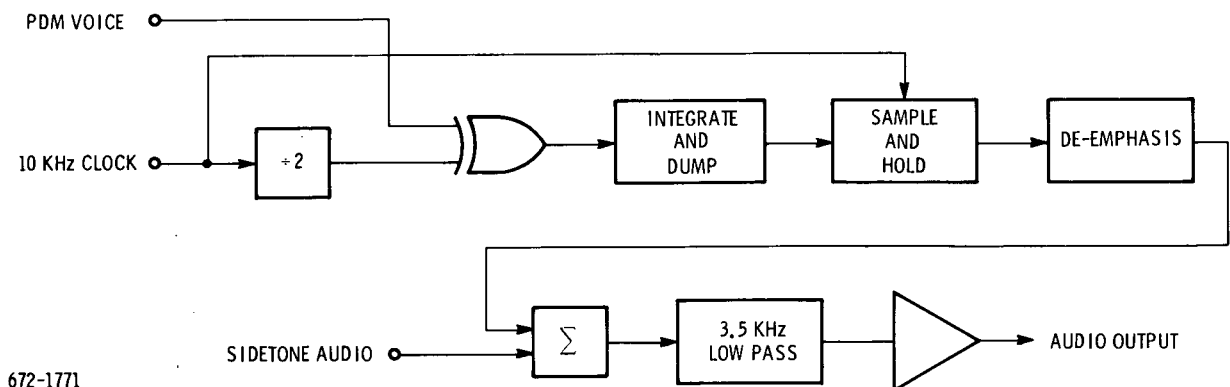 PDM VOICE
10 KHz CLOCK
÷2
INTEGRATE
AND
DUMP
SAMPLE
AND
HOLD
DE-EMPHASIS
SIDETONE AUDIO
Σ
3.5 KHz
LOW PASS
AUDIO OUTPUT
672-1771